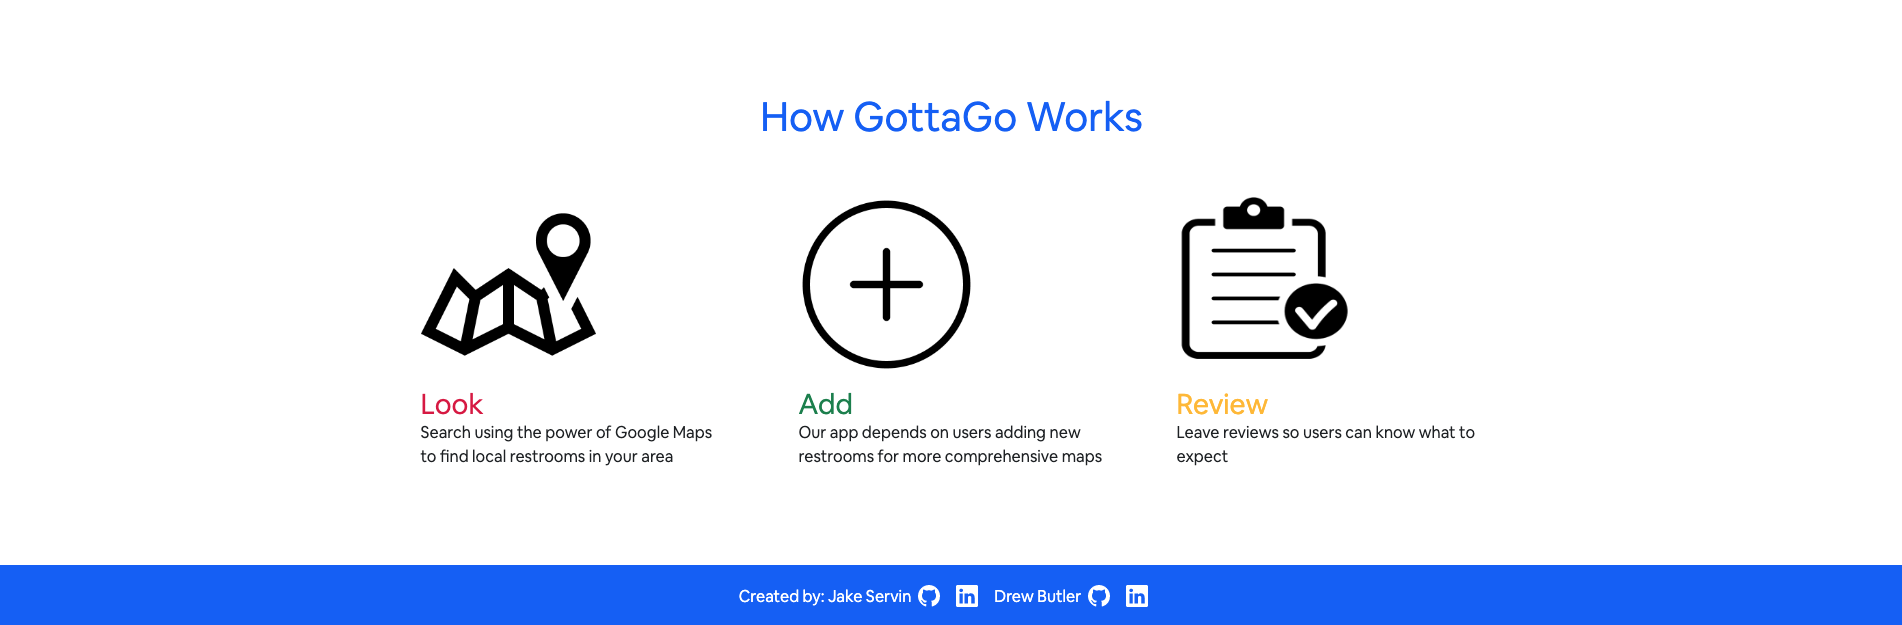 How GottaGo Works
Look
Search using the power of Google Maps
to find local restrooms in your area
Add
Our app depends on users adding new
restrooms for more comprehensive maps
Review
Leave reviews so users can know what to
expect
Created by: Jake Servin in Drew Butler in